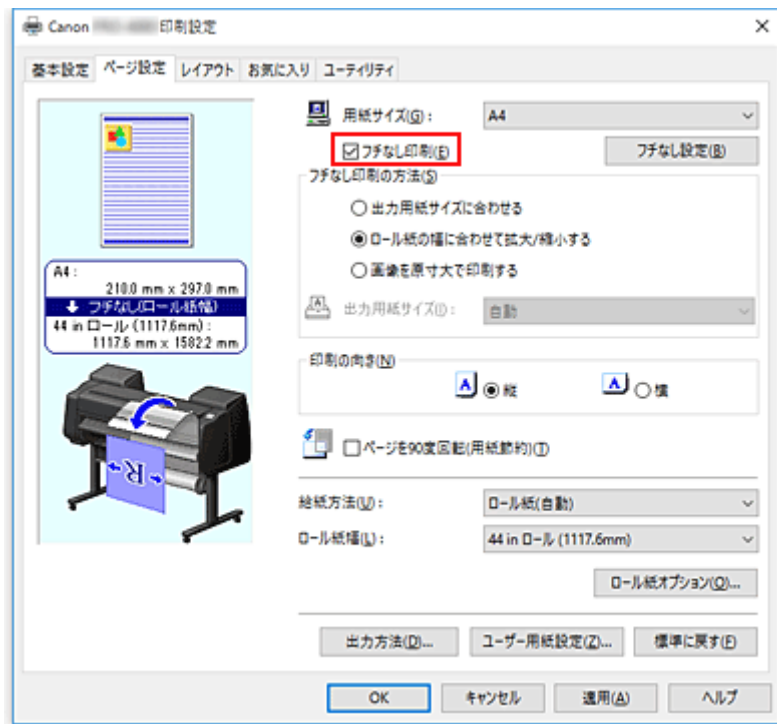 Canon 印刷設定
基本設定 ページ設定 レイアウト お気に入り ユーティリティ
用紙サイズ(G): A4
フチなし印刷(E) フチなし設定(B)
フチなし印刷の方法(S)
出力用紙サイズに合わせる
ロール紙の幅に合わせて拡大/縮小する
画像を原寸大で印刷する
出力用紙サイズ(I): 自動
A4:
210.0 mm x 297.0 mm
フチなし(ロール紙幅)
44 in ロール (1117.6mm):
1117.6 mm x 1582.2 mm
R
印刷の向き(N)
A 縦 A 横
ページを90度回転(用紙節約)(T)
給紙方法(U): ロール紙(自動)
ロール紙幅(L): 44 in ロール (1117.6mm)
ロール紙オプション(O)...
出力方法(D)... ユーザー用紙設定(Z)... 標準に戻す(F)
OK キャンセル 適用(A) ヘルプ